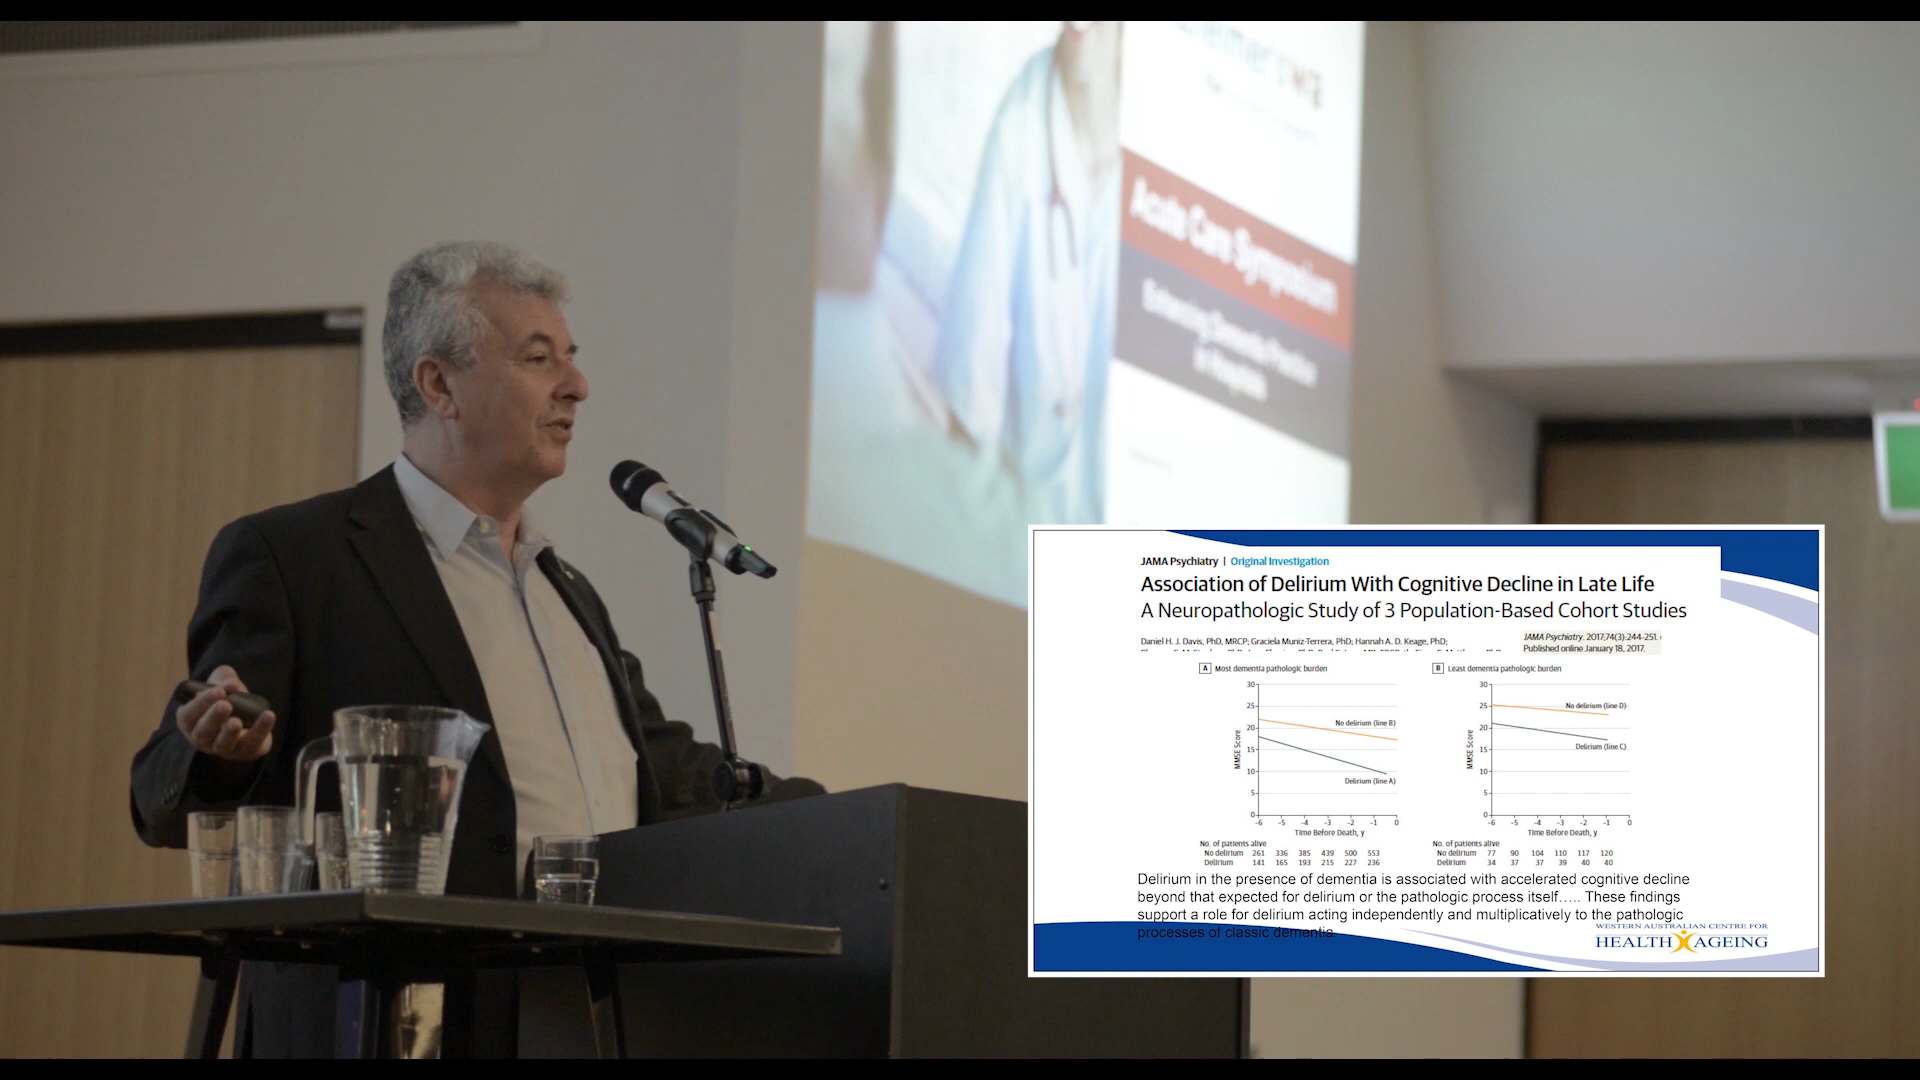 Acute Care Symposium
Enhancing Dementia Practice
in Hospitals
JAMA Psychiatry | Original Investigation
Association of Delirium With Cognitive Decline in Late Life
A Neuropathologic Study of 3 Population-Based Cohort Studies
Daniel H. J. Davis, PhD, MRCP; Graciela Muniz-Terrera, PhD; Hannah A. D. Keage, PhD;
JAMA Psychiatry. 2017;74(3):244-251.
Published online January 18, 2017.
A Most dementia pathologic burden
30
25
20
15
10
5
0
MMSE Score
No delirium (line B)
Delirium (line A)
-6 -5 -4 -3 -2 -1 0
Time Before Death, y
No. of patients alive
No delirium 261 336 385 439 500 553
Delirium 141 165 193 215 227 236
B Least dementia pathologic burden
30
25
20
15
10
5
0
MMSE Score
No delirium (line D)
Delirium (line C)
-6 -5 -4 -3 -2 -1 0
Time Before Death, y
No. of patients alive
No delirium 77 90 104 110 117 120
Delirium 34 37 37 39 40 40
Delirium in the presence of dementia is associated with accelerated cognitive decline
beyond that expected for delirium or the pathologic process itself….. These findings
support a role for delirium acting independently and multiplicatively to the pathologic
processes of classic dementia.
WESTERN AUSTRALIAN CENTRE FOR
HEALTH AGEING